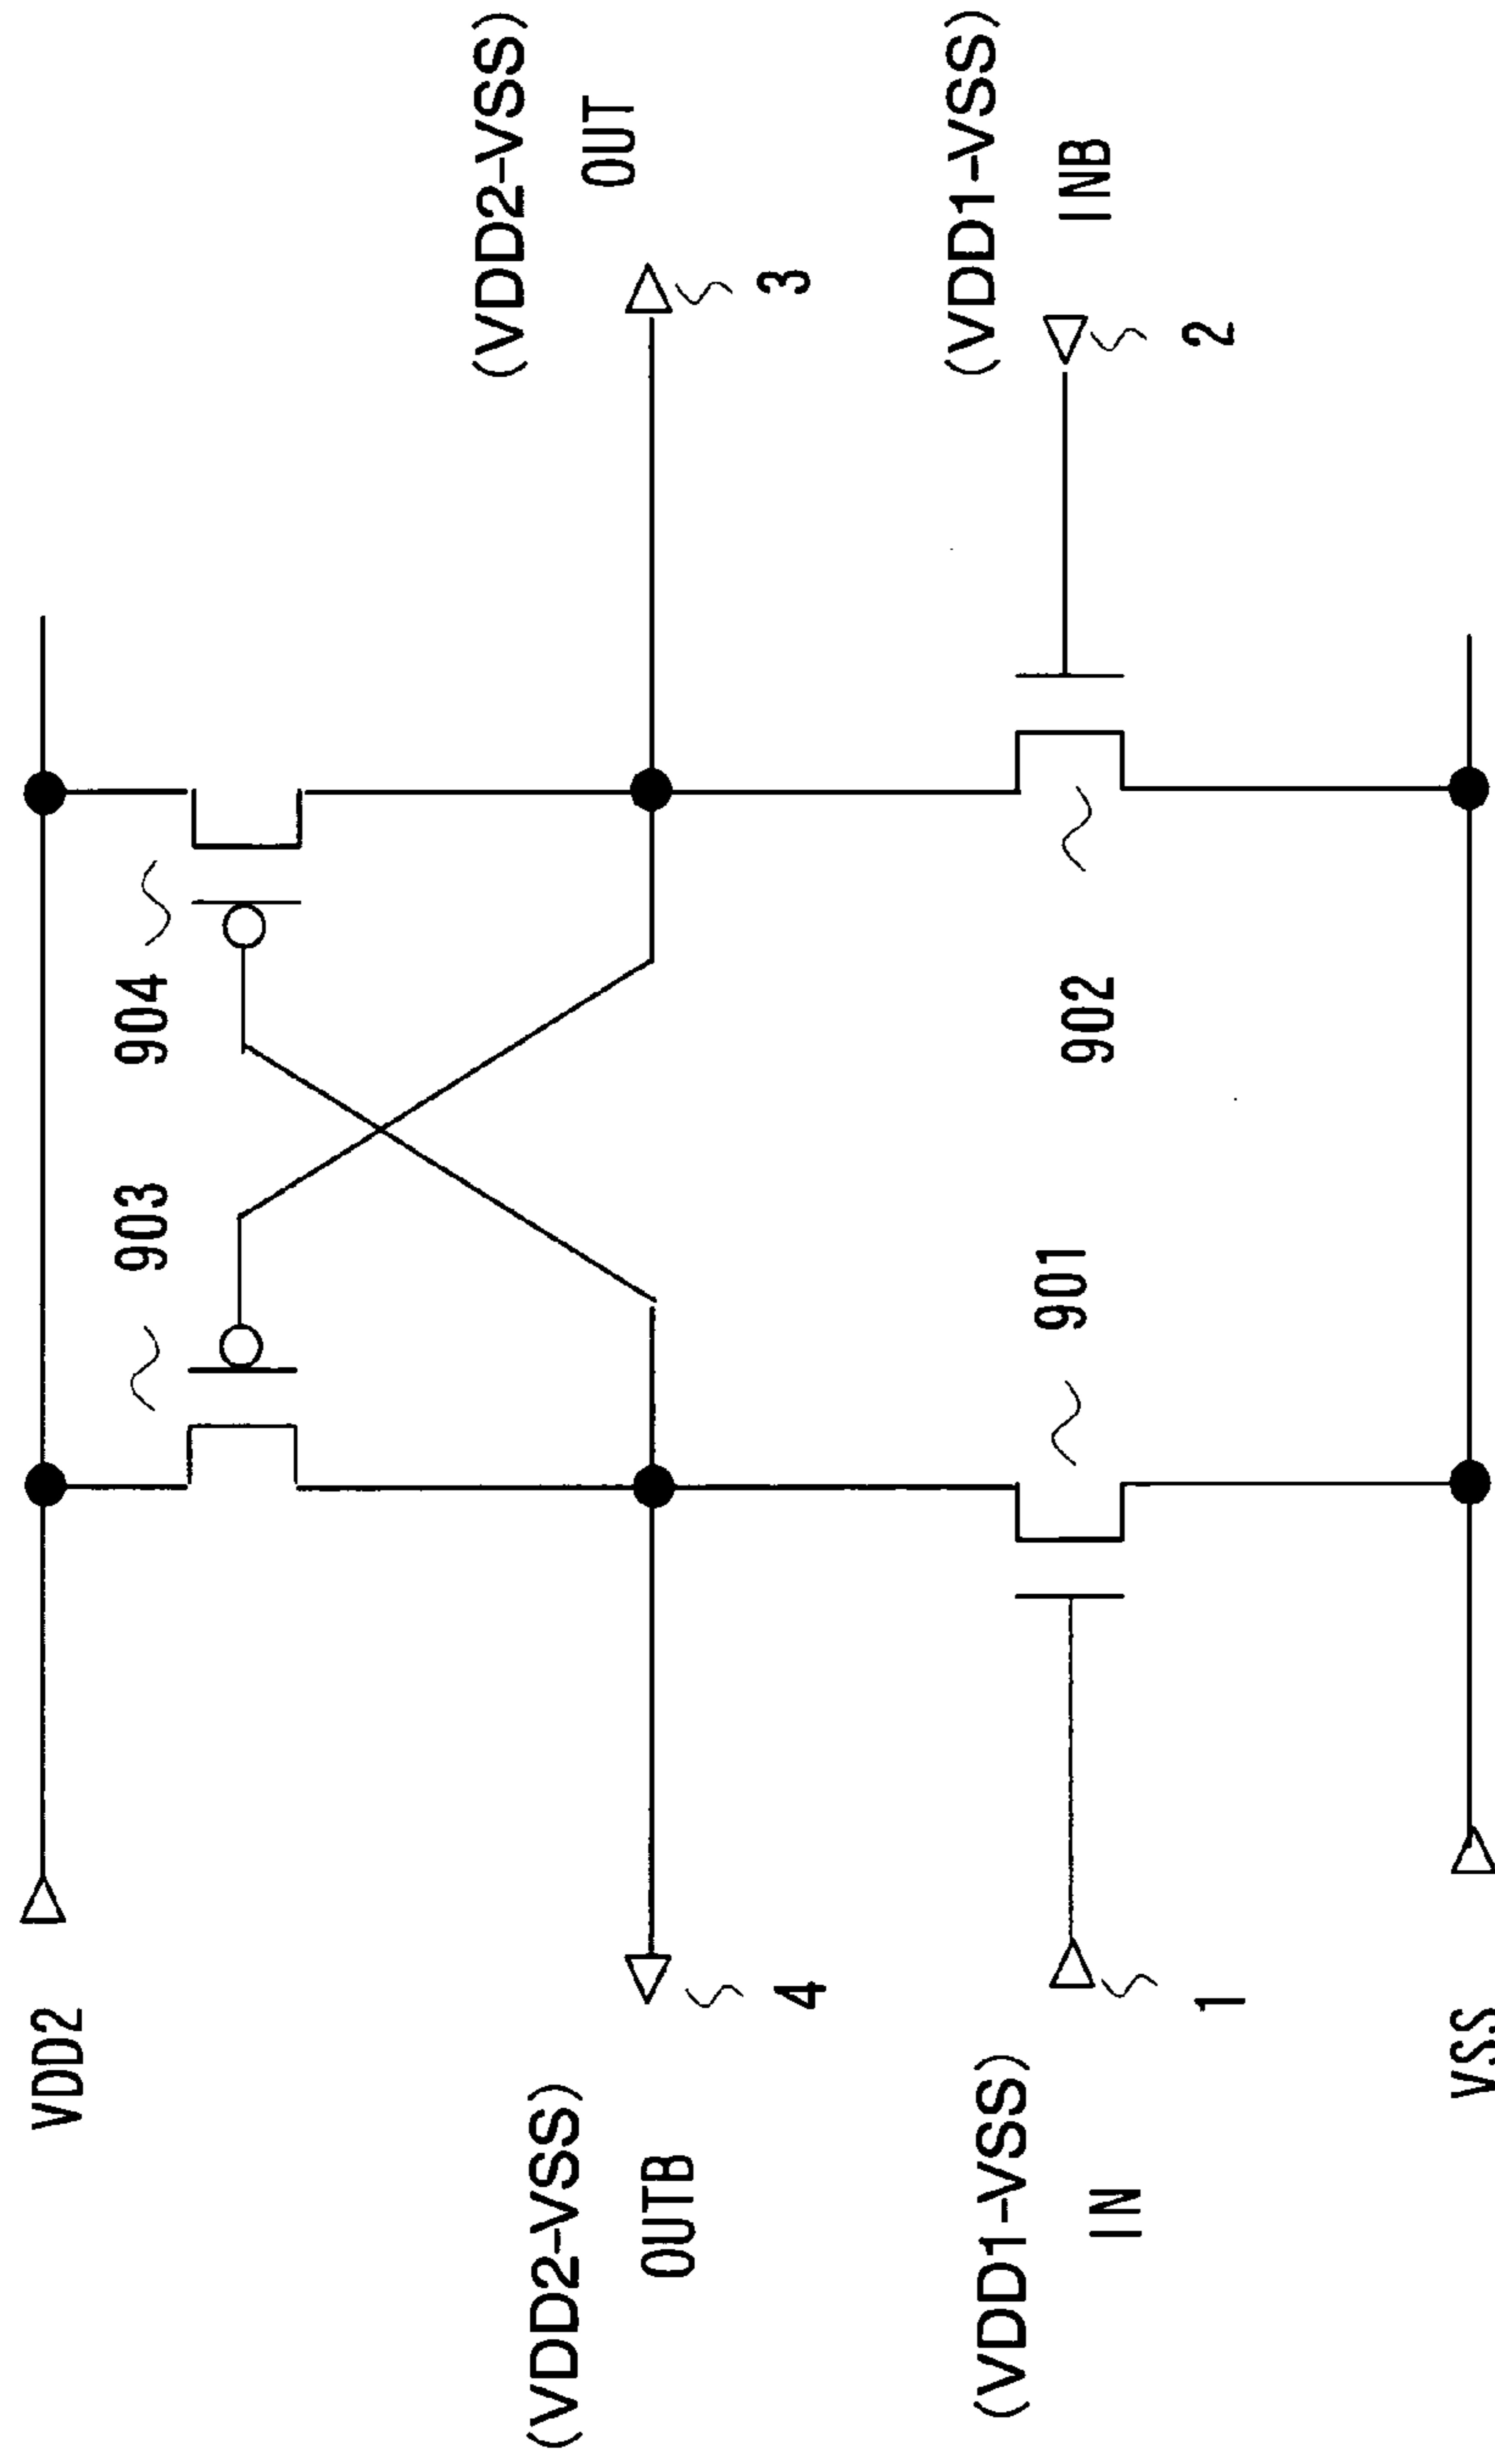 VDD2
903
904
(VDD2-VSS)
OUTB
4
(VDD2-VSS)
OUT
3
(VDD1-VSS)
IN
1
901
902
(VDD1-VSS)
INB
2
VSS